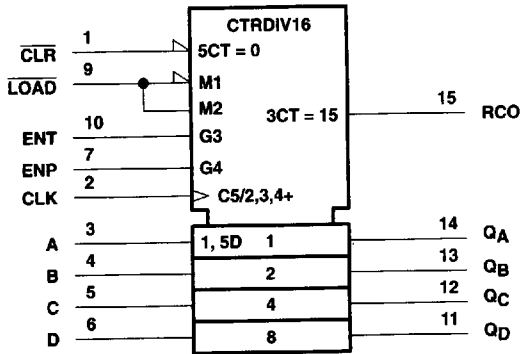 CTRDIV16
1
CLR 5CT = 0
9
LOAD M1
M2
15
3CT = 15 RCO
10
ENT G3
7
ENP G4
2
CLK C5/2,3,4+
3 14
A 1, 5D 1 QA
4 13
B 2 QB
5 12
C 4 QC
6 11
D 8 QD